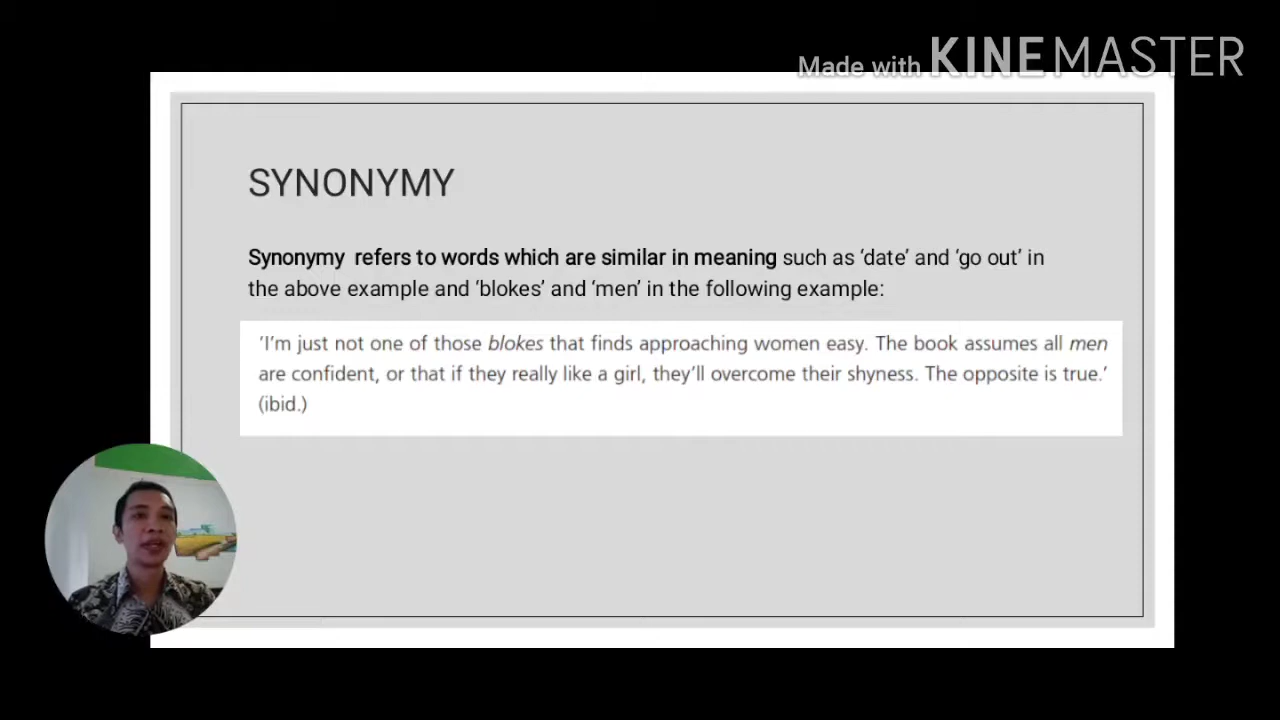 Made with KINEMASTER
SYNONYMY
Synonymy refers to words which are similar in meaning such as ‘date’ and ‘go out’ in
the above example and ‘blokes’ and ‘men’ in the following example:
‘I’m just not one of those blokes that finds approaching women easy. The book assumes all men
are confident, or that if they really like a girl, they’ll overcome their shyness. The opposite is true.’
(ibid.)